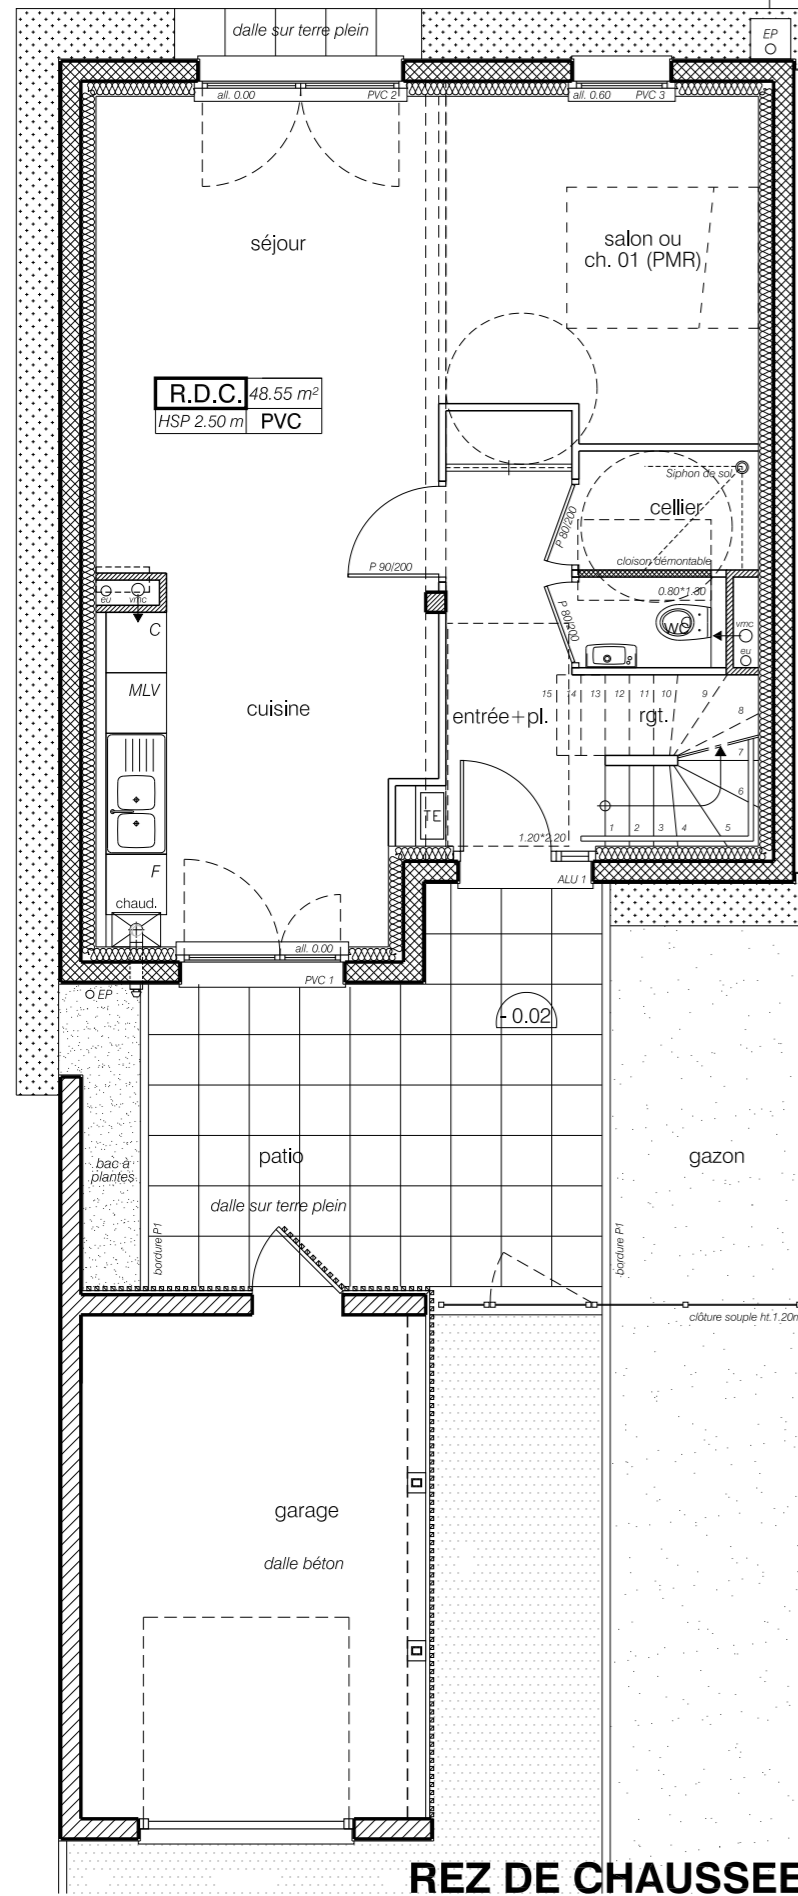 dalle sur terre plein
EP
all. 0.00
PVC 2
all. 0.60
PVC 3
séjour
salon ou
ch. 01 (PMR)
R.D.C.
48.55 m²
HSP 2.50 m
PVC
Siphon de sol
cellier
P 80/200
P 90/200
cloison démontable
0.80*1.30
eu
vmc
C
WC
vmc
eu
P 80/200
MLV
cuisine
entrée+pl.
rgt.
15
14
13
12
11
10
9
8
7
6
5
4
3
2
1
TE
1.20*2.20
F
chaud.
ALU 1
all. 0.00
PVC 1
EP
- 0.02
bac à
plantes
patio
gazon
dalle sur terre plein
bordure P1
bordure P1
clôture souple ht.1.20m
garage
dalle béton
REZ DE CHAUSSEE